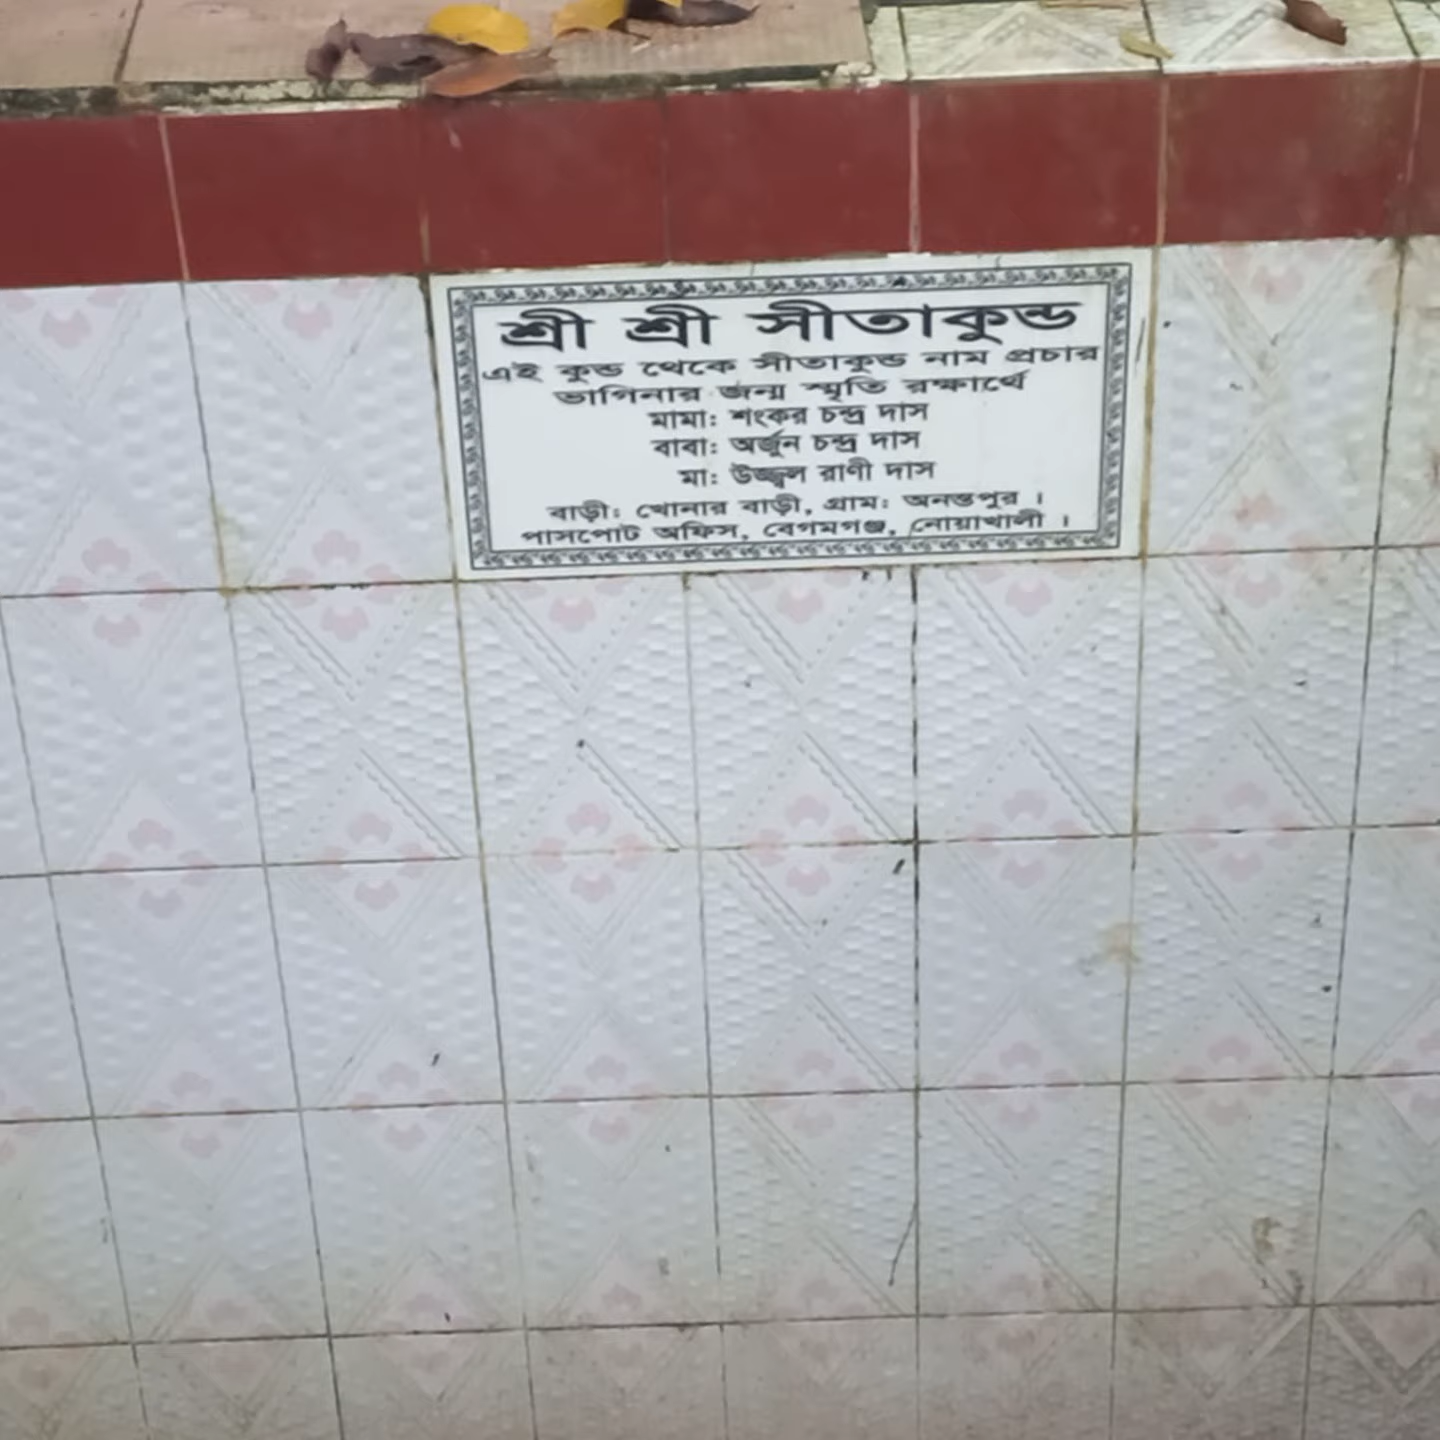 শ্রী শ্রী সীতাকুন্ড
এই কুন্ড থেকে সীতাকুন্ড নাম প্রচার
ভাগিনার জন্ম স্মৃতি রক্ষার্থে
মামা: শংকর চন্দ্র দাস
বাবা: অর্জুন চন্দ্র দাস
মা: উজ্জ্বল রাণী দাস
বাড়ী: খোনার বাড়ী, গ্রাম: অনন্তপুর ।
পাসপোট অফিস, বেগমগঞ্জ, নোয়াখালী ।